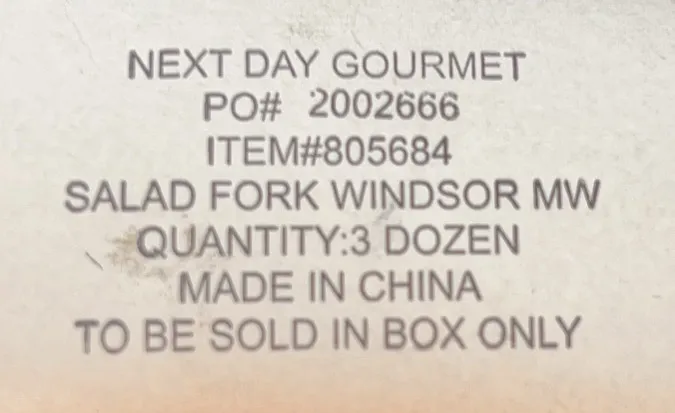 NEXT DAY GOURMET
PO# 2002666
ITEM#805684
SALAD FORK WINDSOR MW
QUANTITY:3 DOZEN
MADE IN CHINA
TO BE SOLD IN BOX ONLY